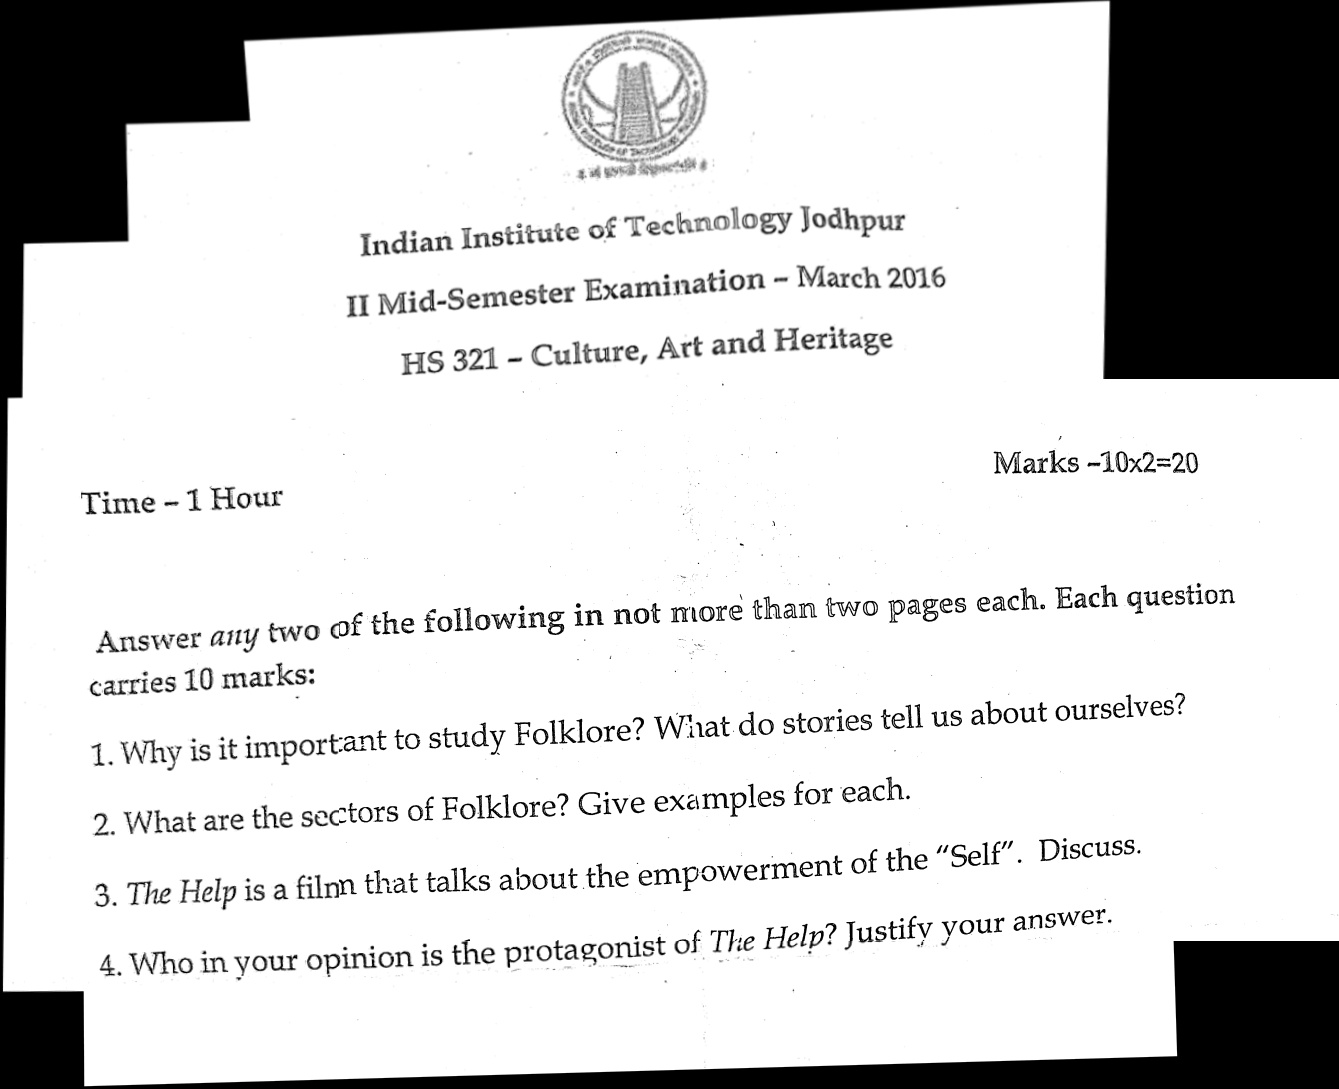 Indian Institute of Technology Jodhpur
II Mid-Semester Examination – March 2016
HS 321 – Culture, Art and Heritage
Marks –10x2=20
Time – 1 Hour
Answer any two of the following in not more than two pages each. Each question
carries 10 marks:
1. Why is it important to study Folklore? What do stories tell us about ourselves?
2. What are the sectors of Folklore? Give examples for each.
3. The Help is a film that talks about the empowerment of the “Self”. Discuss.
4. Who in your opinion is the protagonist of The Help? Justify your answer.